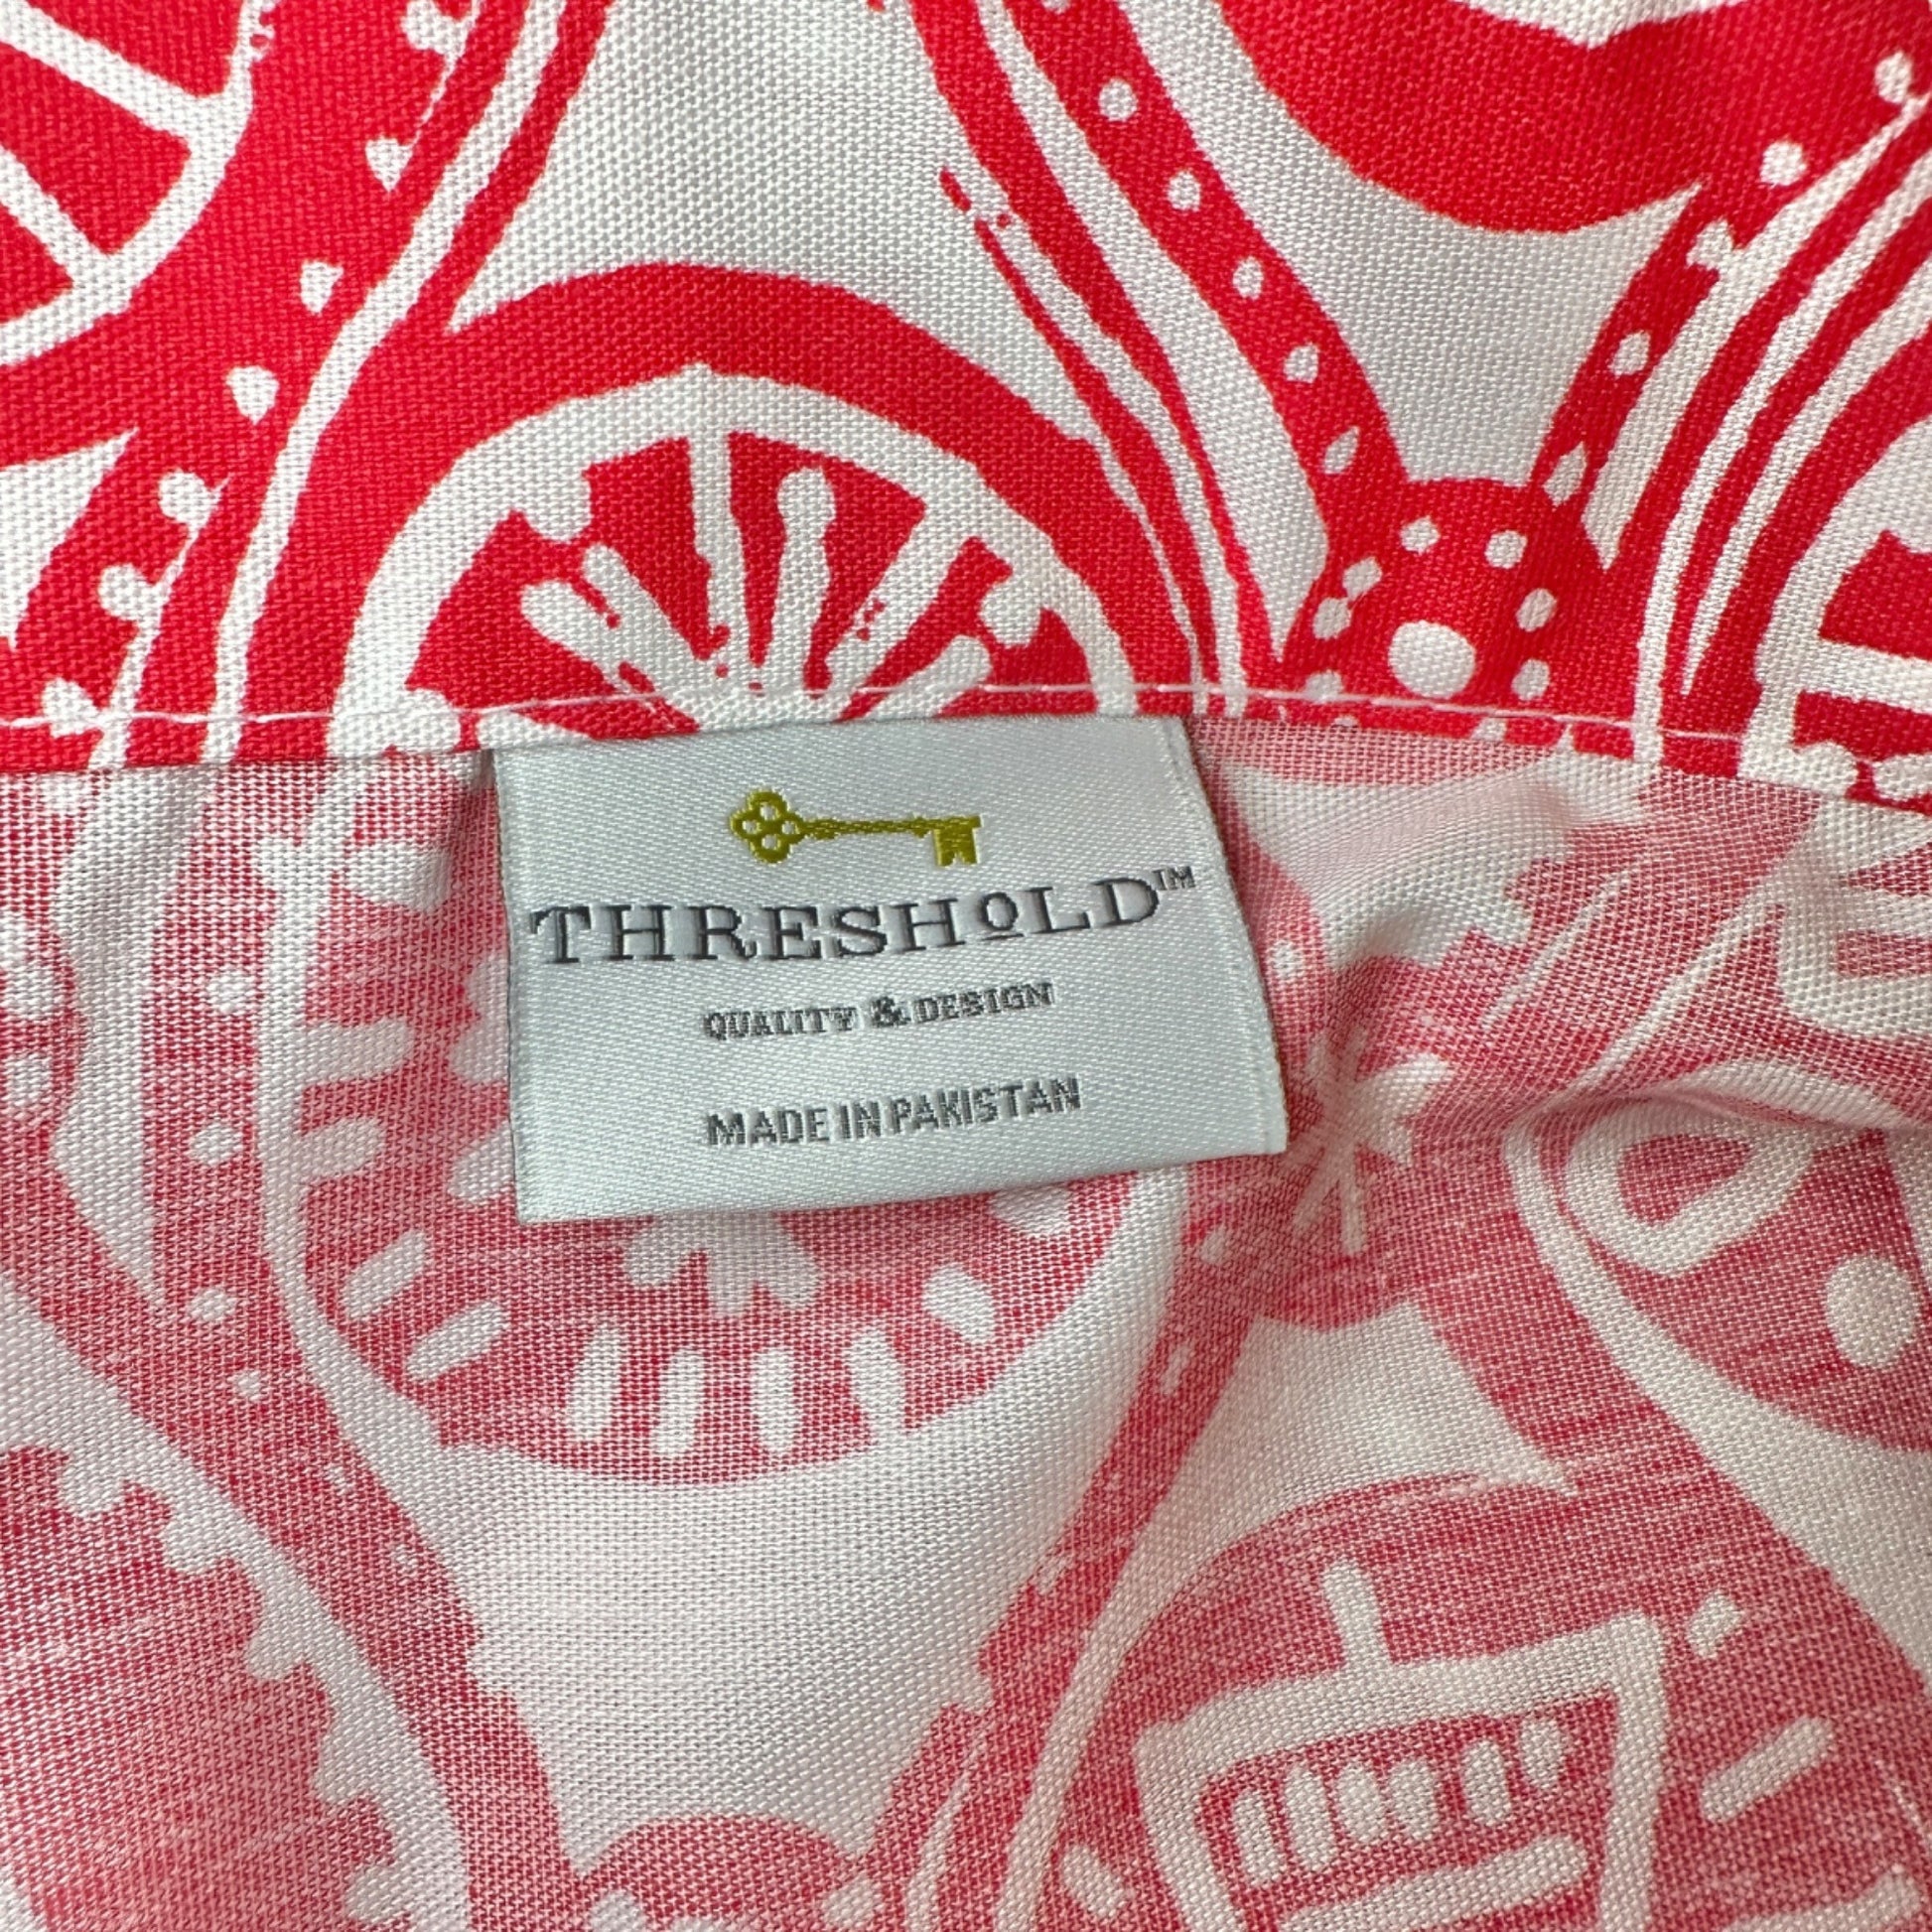 THRESHOLD™
QUALITY & DESIGN
MADE IN PAKISTAN